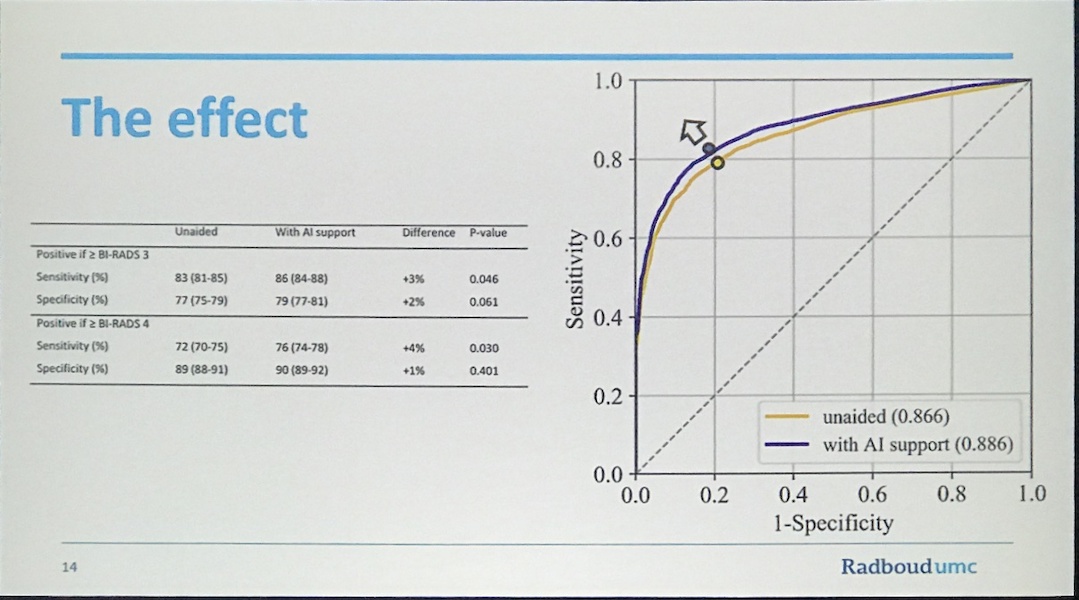 The effect
Unaided With AI support Difference P-value
Positive if ≥ BI-RADS 3
Sensitivity (%) 83 (81-85) 86 (84-88) +3% 0.046
Specificity (%) 77 (75-79) 79 (77-81) +2% 0.061
Positive if ≥ BI-RADS 4
Sensitivity (%) 72 (70-75) 76 (74-78) +4% 0.030
Specificity (%) 89 (88-91) 90 (89-92) +1% 0.401
1.0
0.8
0.6
0.4
0.2
0.0
Sensitivity
unaided (0.866)
with AI support (0.886)
0.0 0.2 0.4 0.6 0.8 1.0
1-Specificity
14
Radboudumc